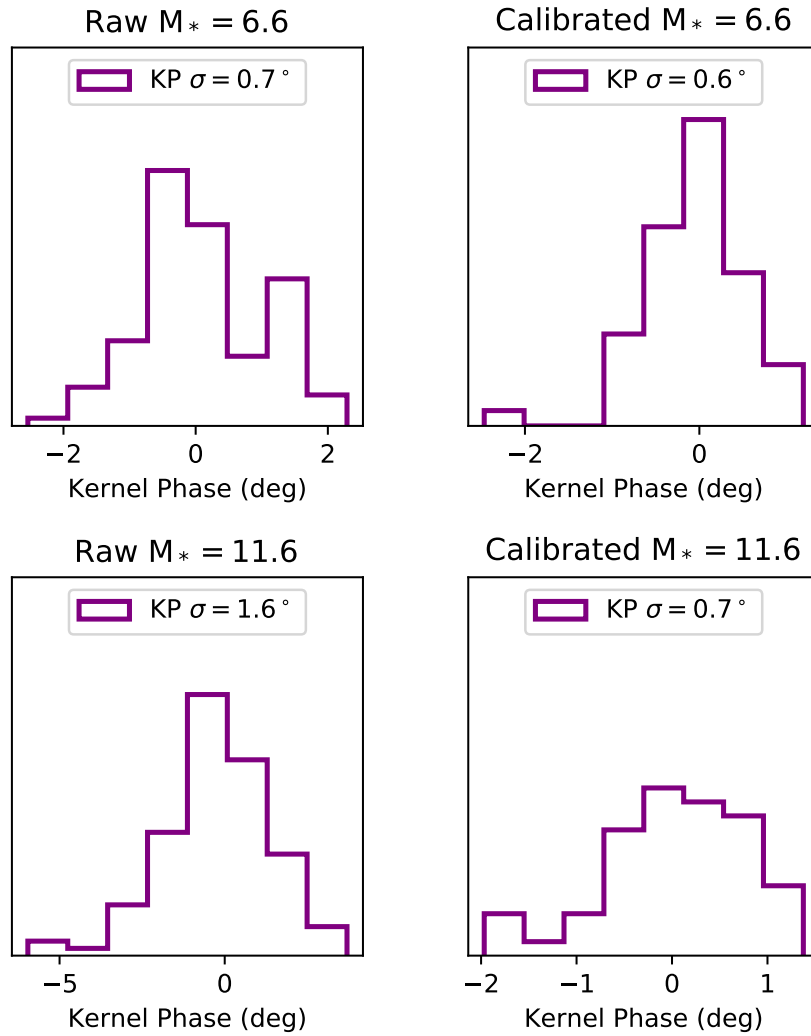 Raw M* = 6.6
KP σ = 0.7°
−2 0 2
Kernel Phase (deg)
Calibrated M* = 6.6
KP σ = 0.6°
−2 0
Kernel Phase (deg)
Raw M* = 11.6
KP σ = 1.6°
−5 0
Kernel Phase (deg)
Calibrated M* = 11.6
KP σ = 0.7°
−2 −1 0 1
Kernel Phase (deg)